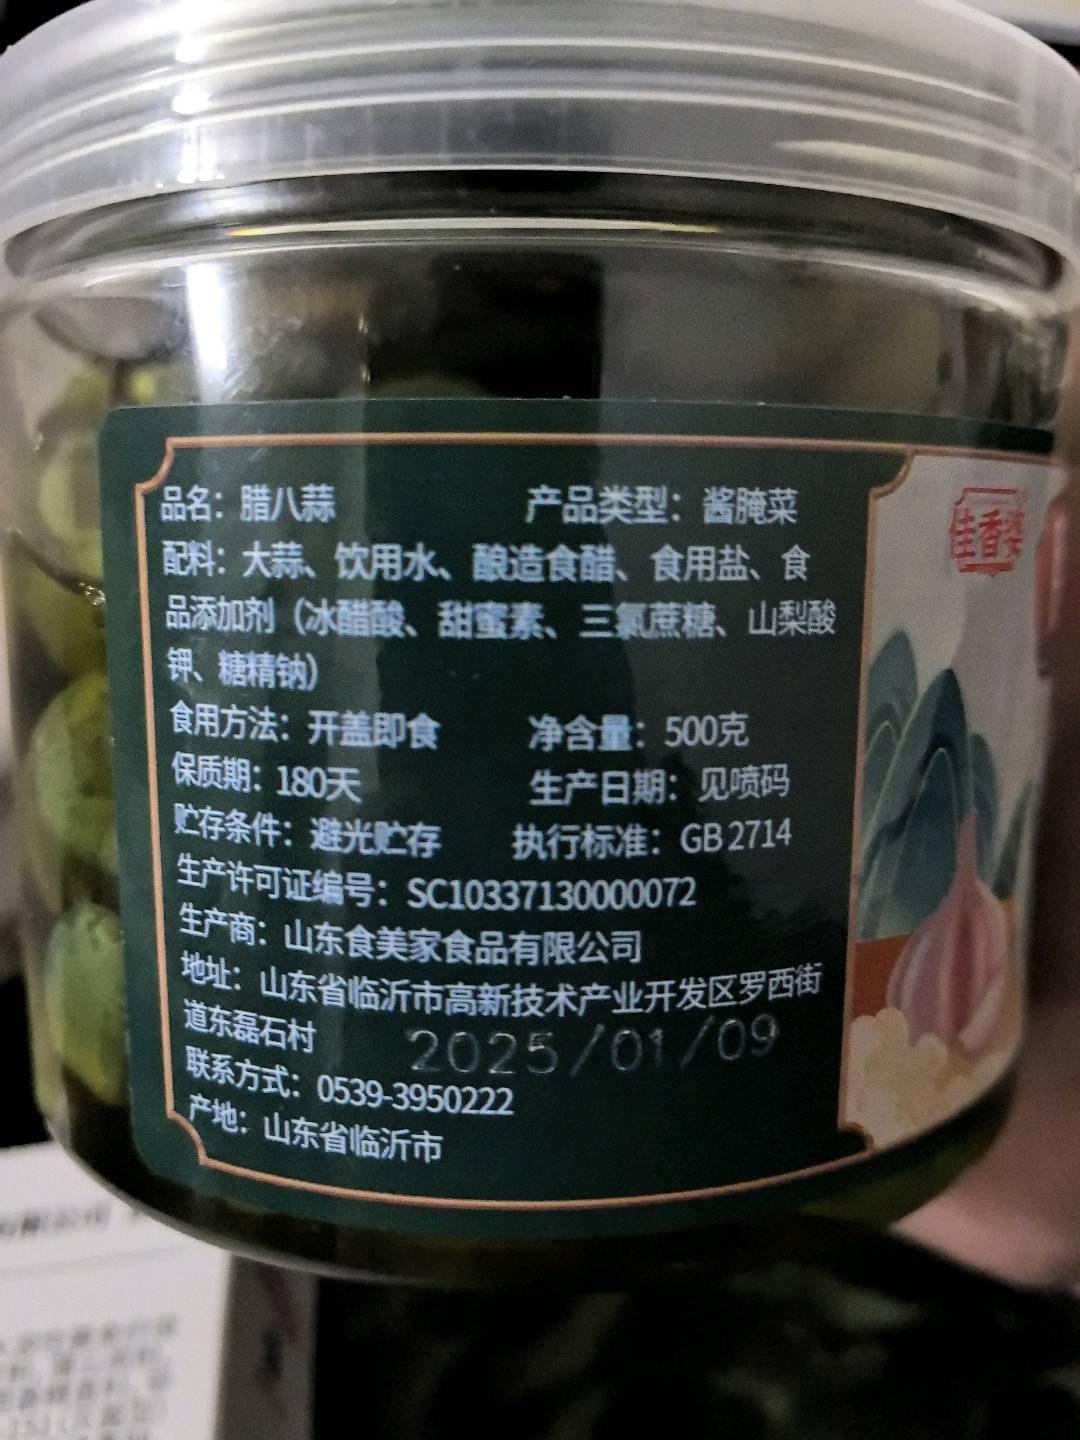 品名：腊八蒜 产品类型：酱腌菜
配料：大蒜、饮用水、酿造食醋、食用盐、食
品添加剂（冰醋酸、甜蜜素、三氯蔗糖、山梨酸
钾、糖精钠）
食用方法：开盖即食 净含量：500克
保质期：180天 生产日期：见喷码
贮存条件：避光贮存 执行标准：GB 2714
生产许可证编号：SC10337130000072
生产商：山东食美家食品有限公司
地址：山东省临沂市高新技术产业开发区罗西街
道东磊石村
2025/01/09
联系方式：0539-3950222
产地：山东省临沂市
佳香婆